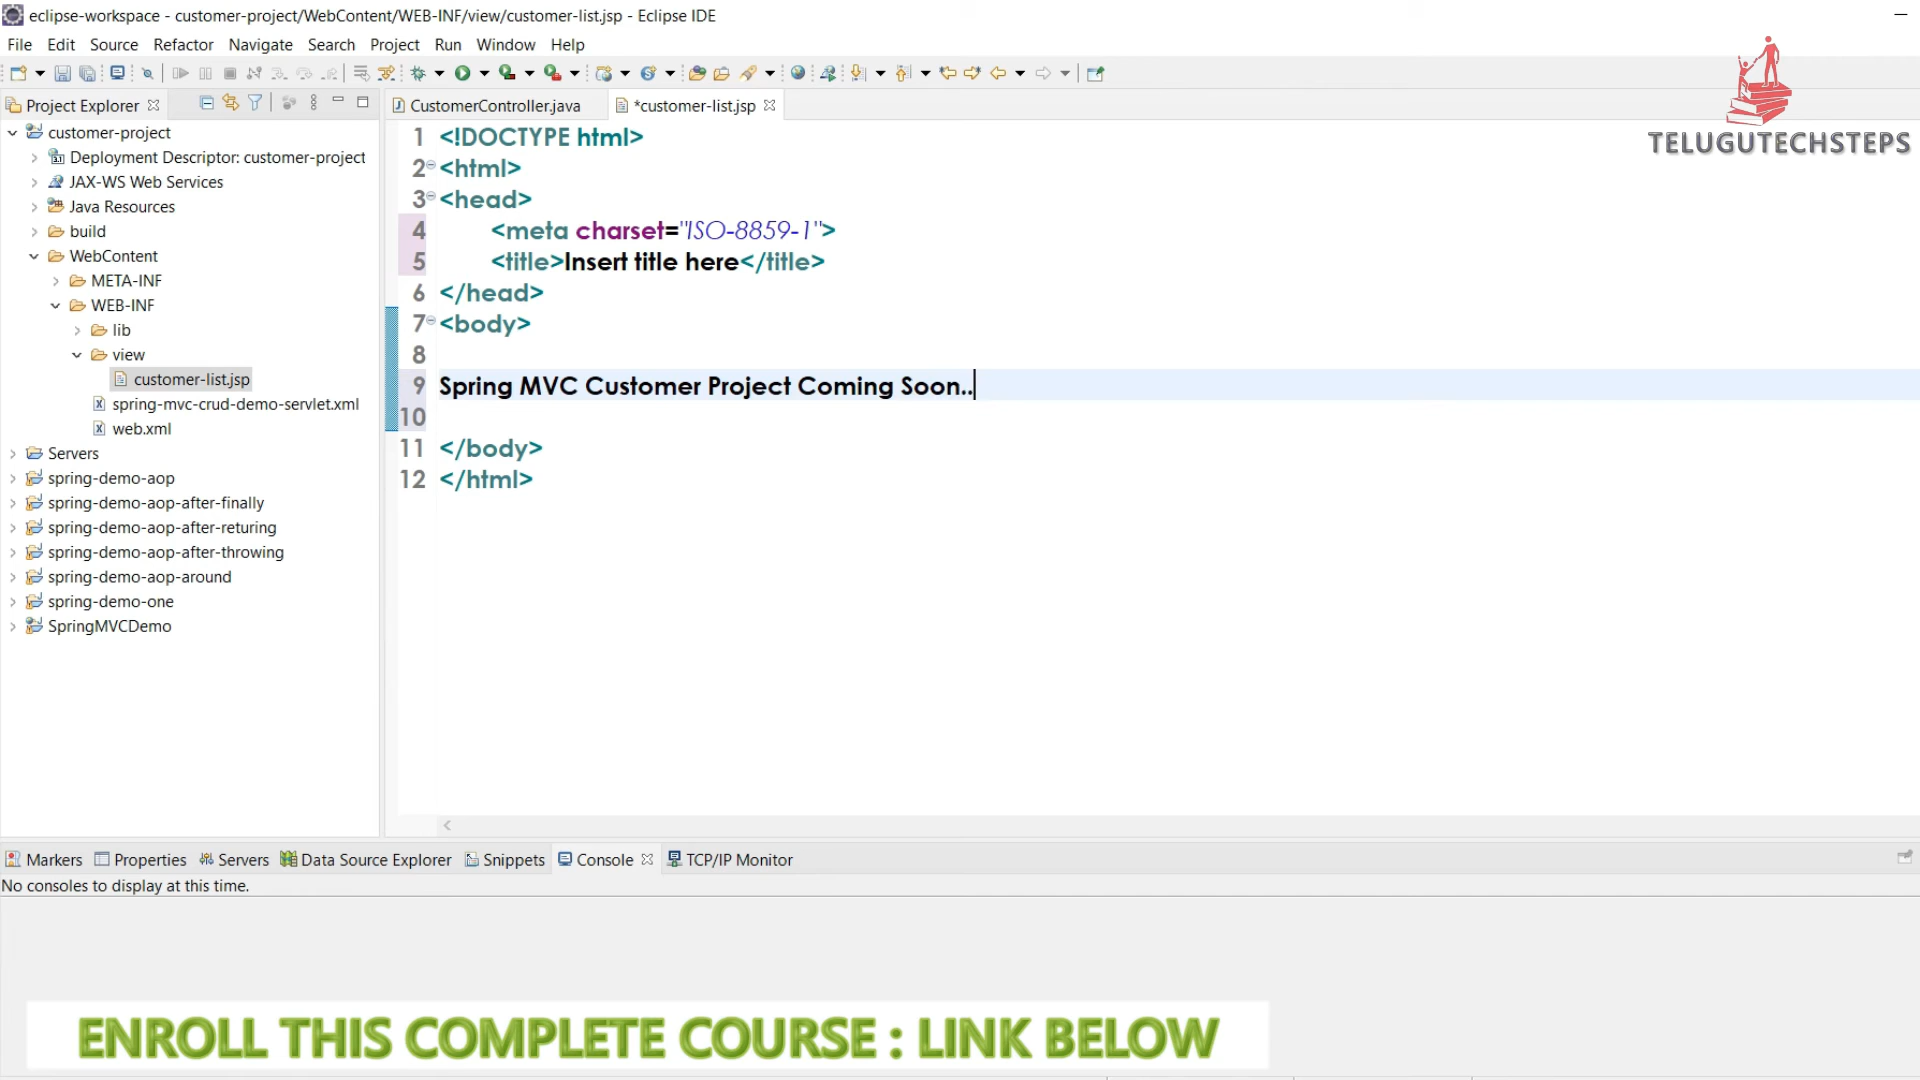 eclipse-workspace - customer-project/WebContent/WEB-INF/view/customer-list.jsp - Eclipse IDE
File Edit Source Refactor Navigate Search Project Run Window Help
TELUGUTECHSTEPS
Project Explorer
customer-project
Deployment Descriptor: customer-project
JAX-WS Web Services
Java Resources
build
WebContent
META-INF
WEB-INF
lib
view
customer-list.jsp
spring-mvc-crud-demo-servlet.xml
web.xml
Servers
spring-demo-aop
spring-demo-aop-after-finally
spring-demo-aop-after-returing
spring-demo-aop-after-throwing
spring-demo-aop-around
spring-demo-one
SpringMVCDemo
CustomerController.java *customer-list.jsp
1 <!DOCTYPE html>
2 <html>
3 <head>
4 <meta charset="ISO-8859-1">
5 <title>Insert title here</title>
6 </head>
7 <body>
8
9 Spring MVC Customer Project Coming Soon..
10
11 </body>
12 </html>
Markers Properties Servers Data Source Explorer Snippets Console TCP/IP Monitor
No consoles to display at this time.
ENROLL THIS COMPLETE COURSE : LINK BELOW